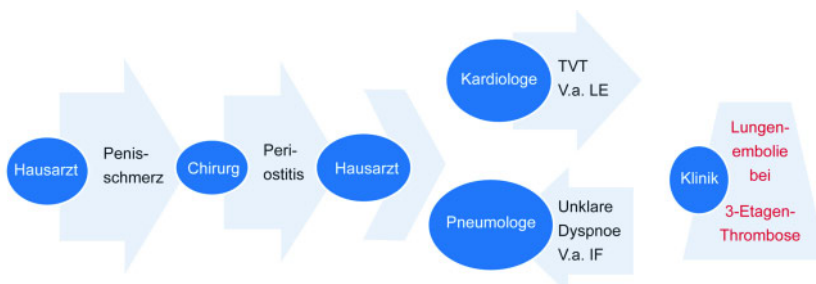 Hausarzt
Penis-
schmerz
Chirurg
Peri-
ostitis
Hausarzt
Kardiologe
TVT
V.a. LE
Pneumologe
Unklare
Dyspnoe
V.a. IF
Klinik
Lungen-
embolie
bei
3-Etagen-
Thrombose